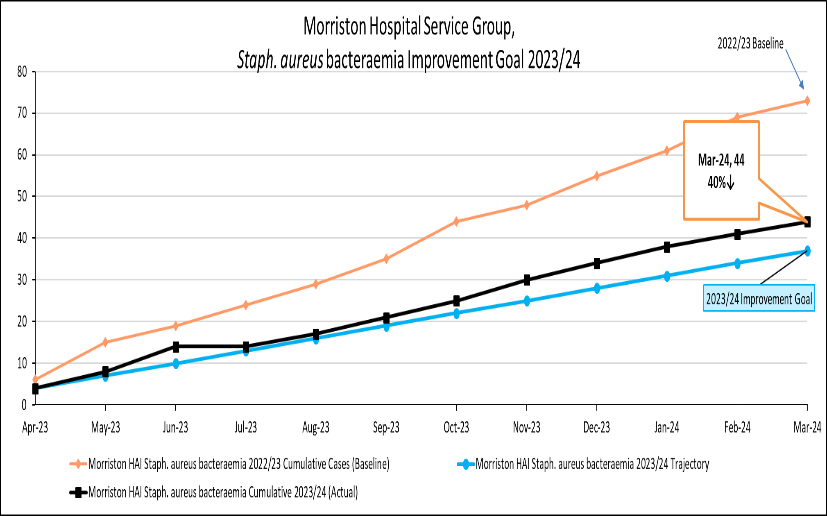 Morriston Hospital Service Group,
Staph. aureus bacteraemia Improvement Goal 2023/24
2022/23 Baseline
80
70
60
50
40
30
20
10
0
Mar-24, 44
40%↓
2023/24 Improvement Goal
Apr-23 May-23 Jun-23 Jul-23 Aug-23 Sep-23 Oct-23 Nov-23 Dec-23 Jan-24 Feb-24 Mar-24
Morriston HAI Staph. aureus bacteraemia 2022/23 Cumulative Cases (Baseline)
Morriston HAI Staph. aureus bacteraemia 2023/24 Trajectory
Morriston HAI Staph. aureus bacteraemia Cumulative 2023/24 (Actual)